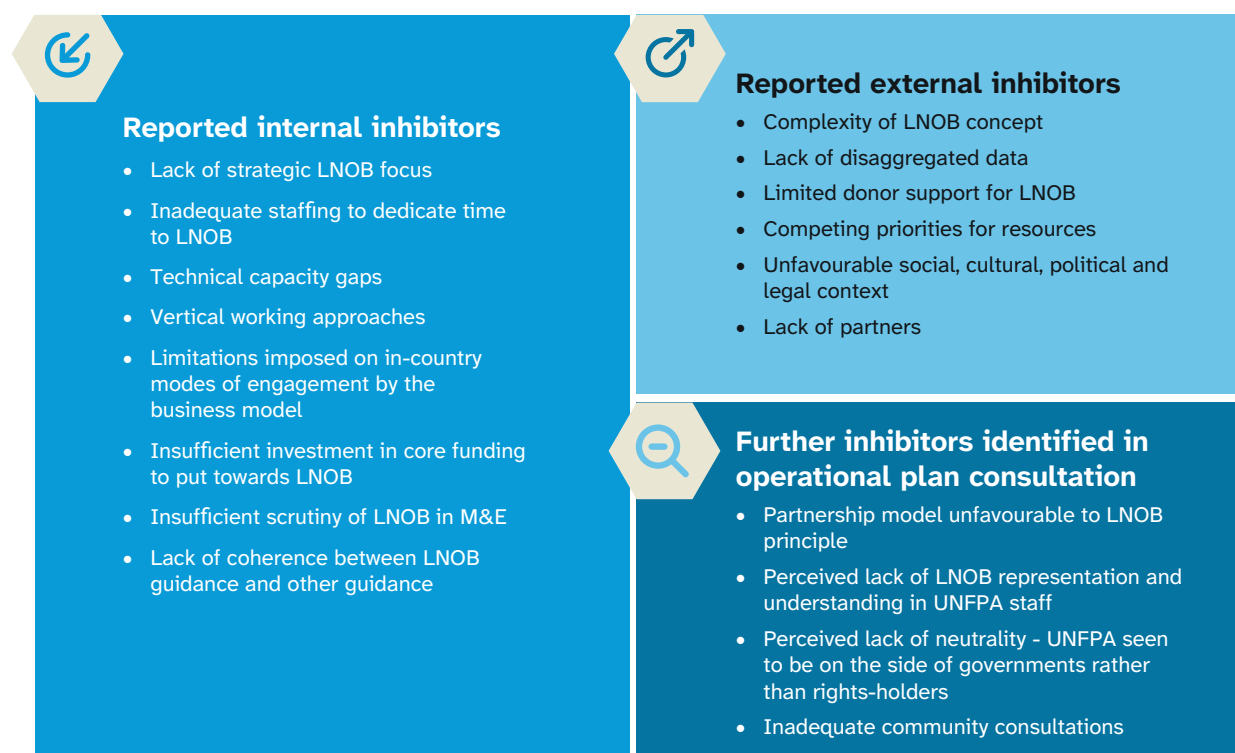 Reported internal inhibitors
• Lack of strategic LNOB focus
• Inadequate staffing to dedicate time
to LNOB
• Technical capacity gaps
• Vertical working approaches
• Limitations imposed on in-country
modes of engagement by the
business model
• Insufficient investment in core funding
to put towards LNOB
• Insufficient scrutiny of LNOB in M&E
• Lack of coherence between LNOB
guidance and other guidance
Reported external inhibitors
• Complexity of LNOB concept
• Lack of disaggregated data
• Limited donor support for LNOB
• Competing priorities for resources
• Unfavourable social, cultural, political and
legal context
• Lack of partners
Further inhibitors identified in
operational plan consultation
• Partnership model unfavourable to LNOB
principle
• Perceived lack of LNOB representation and
understanding in UNFPA staff
• Perceived lack of neutrality - UNFPA seen
to be on the side of governments rather
than rights-holders
• Inadequate community consultations